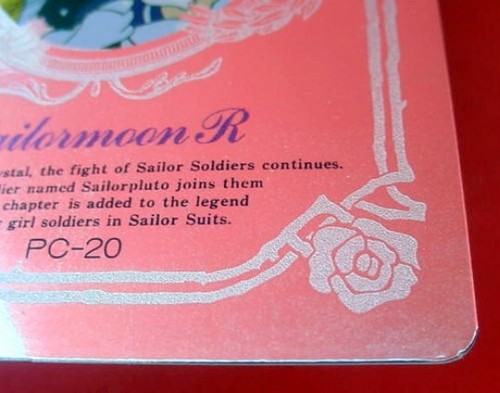 ailormoon R
ystal, the fight of Sailor Soldiers continues.
ier named Sailorpluto joins them
chapter is added to the legend
girl soldiers in Sailor Suits.
PC-20